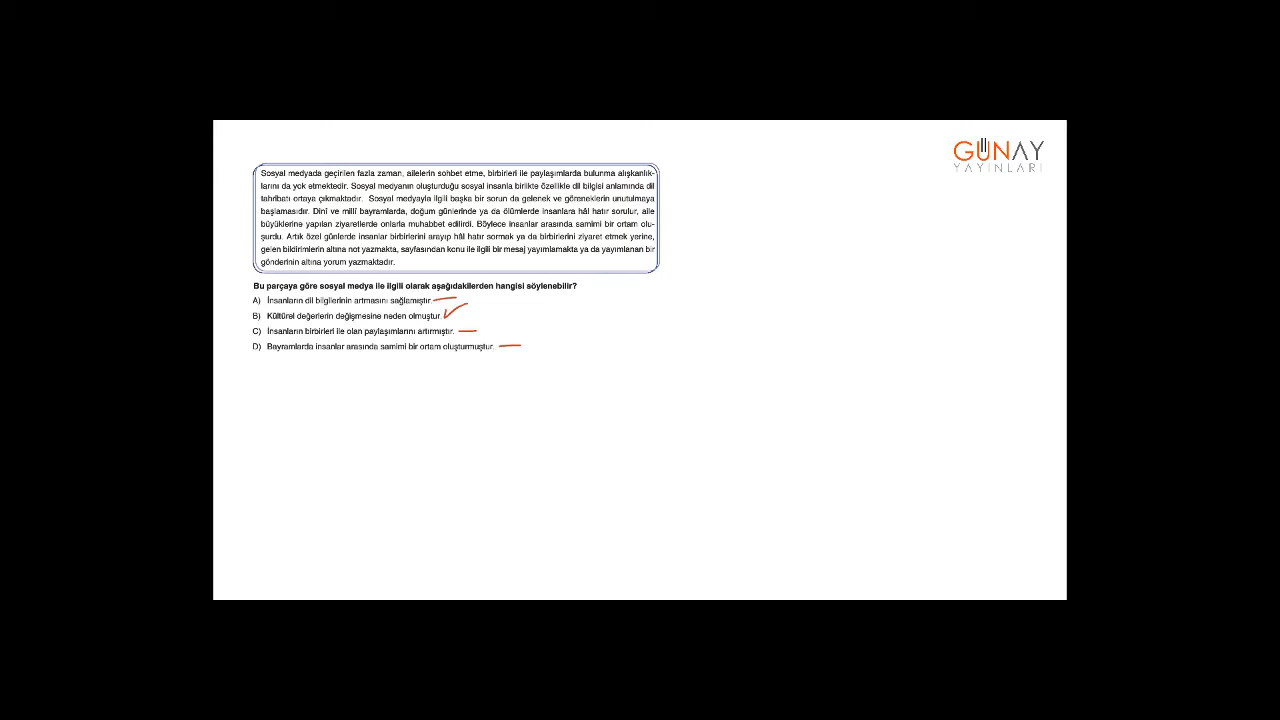 GÜNAY
YAYINLARI
Sosyal medyada geçirilen fazla zaman, ailelerin sohbet etme, birbirleri ile paylaşımlarda bulunma alışkanlık-
larını da yok etmektedir. Sosyal medyanın oluşturduğu sosyal insanla birlikte özellikle dil bilgisi anlamında dil
tahribatı ortaya çıkmaktadır. Sosyal medyayla ilgili başka bir sorun da gelenek ve göreneklerin unutulmaya
başlamasıdır. Dinî ve millî bayramlarda, doğum günlerinde ya da ölümlerde insanlara hâl hatır sorulur, aile
büyüklerine yapılan ziyaretlerde onlarla muhabbet edilirdi. Böylece insanlar arasında samimi bir ortam olu-
şurdu. Artık özel günlerde insanlar birbirlerini arayıp hâl hatır sormak ya da birbirlerini ziyaret etmek yerine,
gelen bildirimlerin altına not yazmakta, sayfasından konu ile ilgili bir mesaj yayımlamakta ya da yayımlanan bir
gönderinin altına yorum yazmaktadır.
Bu parçaya göre sosyal medya ile ilgili olarak aşağıdakilerden hangisi söylenebilir?
A) İnsanların dil bilgilerinin artmasını sağlamıştır.
B) Kültürel değerlerin değişmesine neden olmuştur.
C) İnsanların birbirleri ile olan paylaşımlarını artırmıştır.
D) Bayramlarda insanlar arasında samimi bir ortam oluşturmuştur.